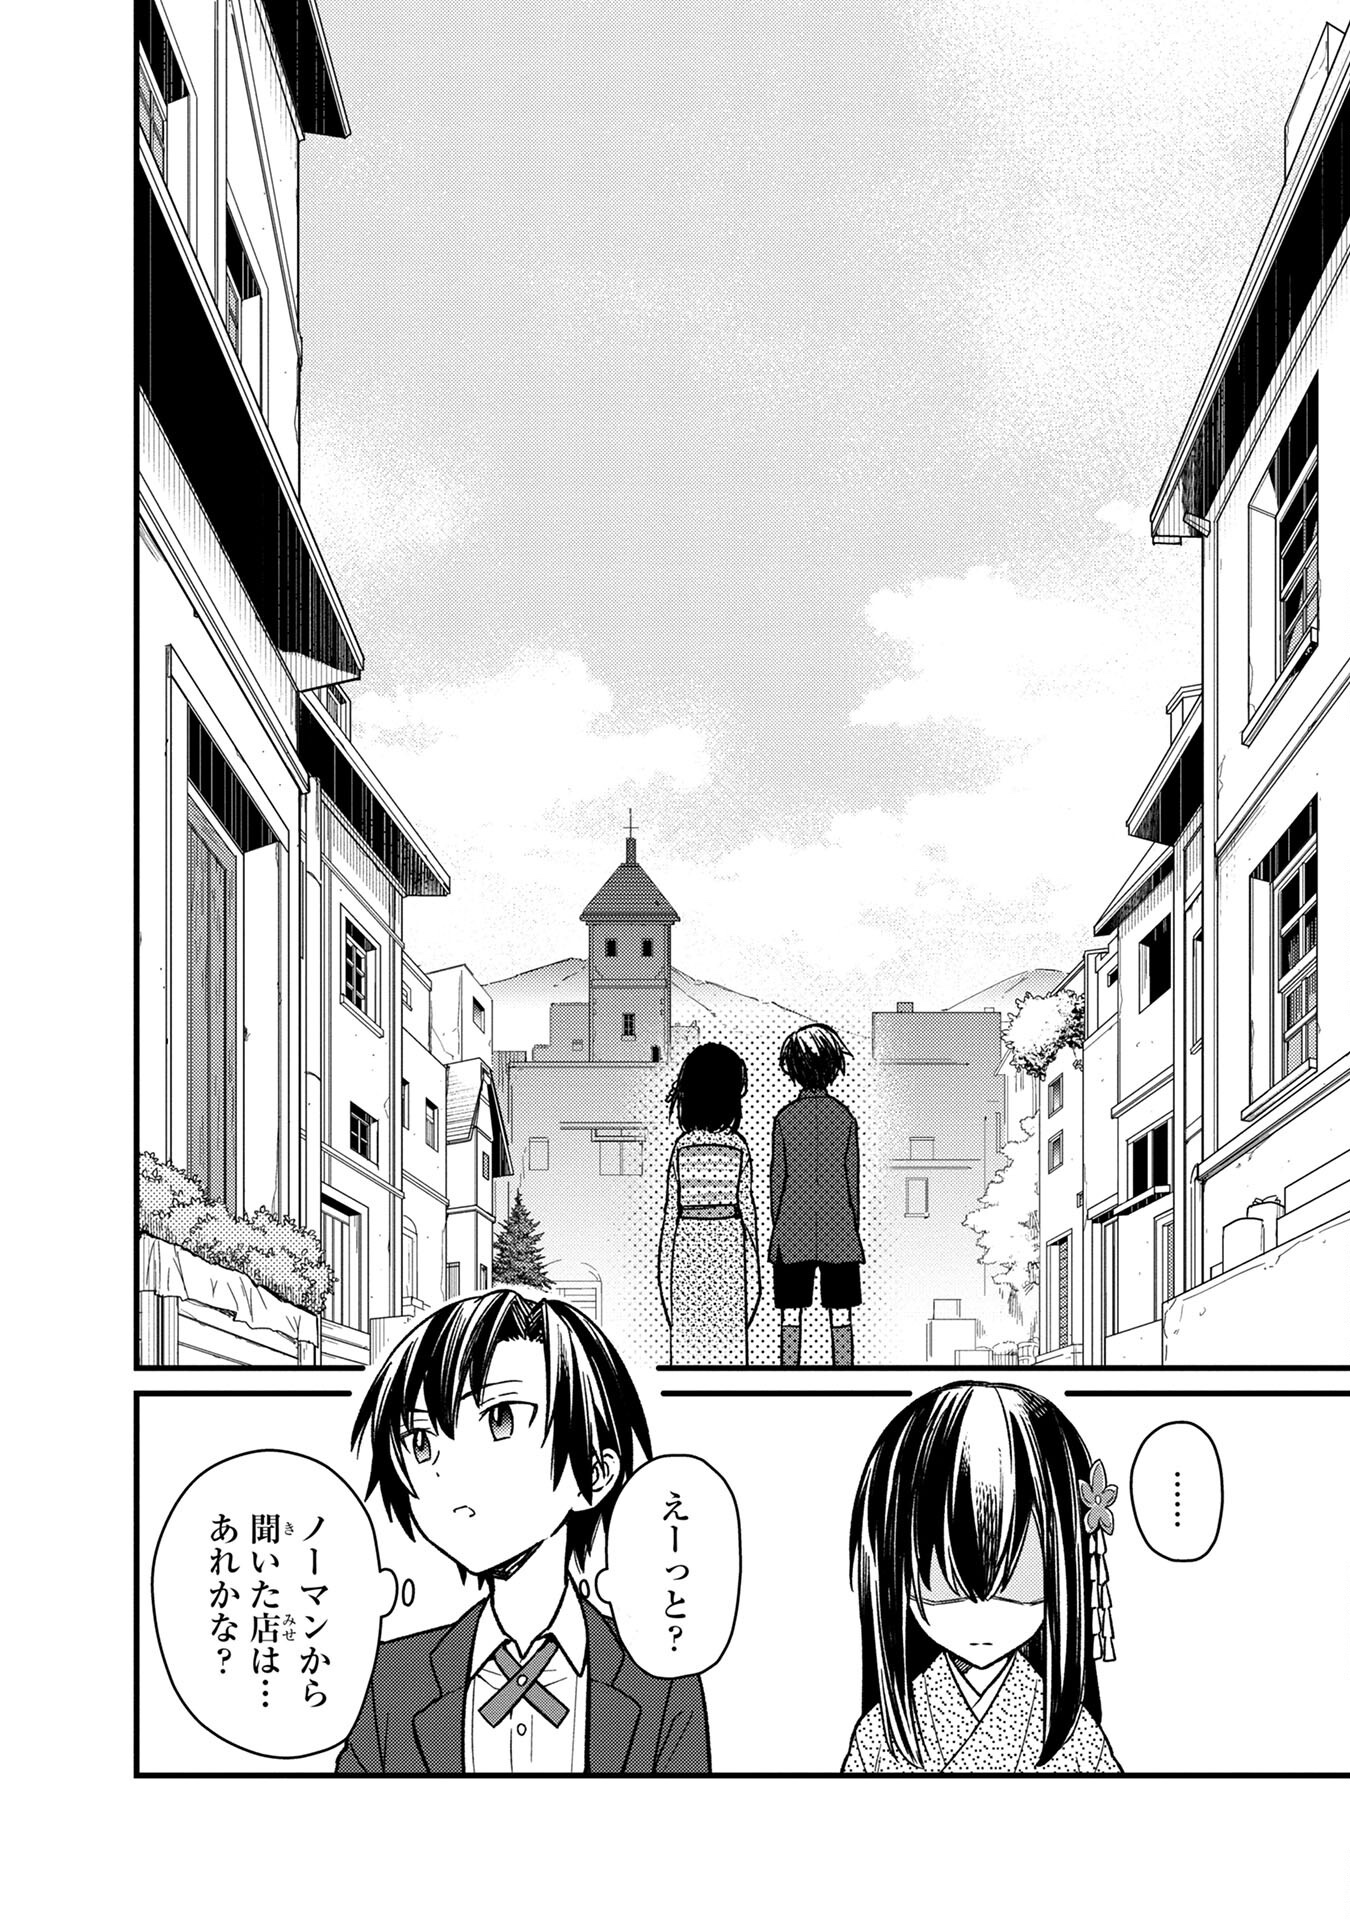 ……
えーっと？
ノーマンから
聞いた店は…
あれかな？